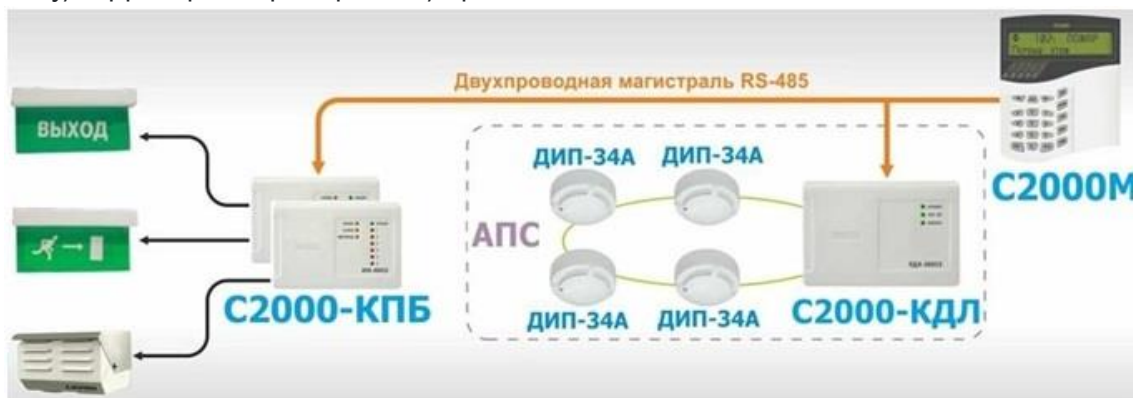 Двухпроводная магистраль RS-485
ВЫХОД
ДИП-34А
ДИП-34А
С2000М
АПС
С2000-КПБ
ДИП-34А
ДИП-34А
С2000-КДЛ